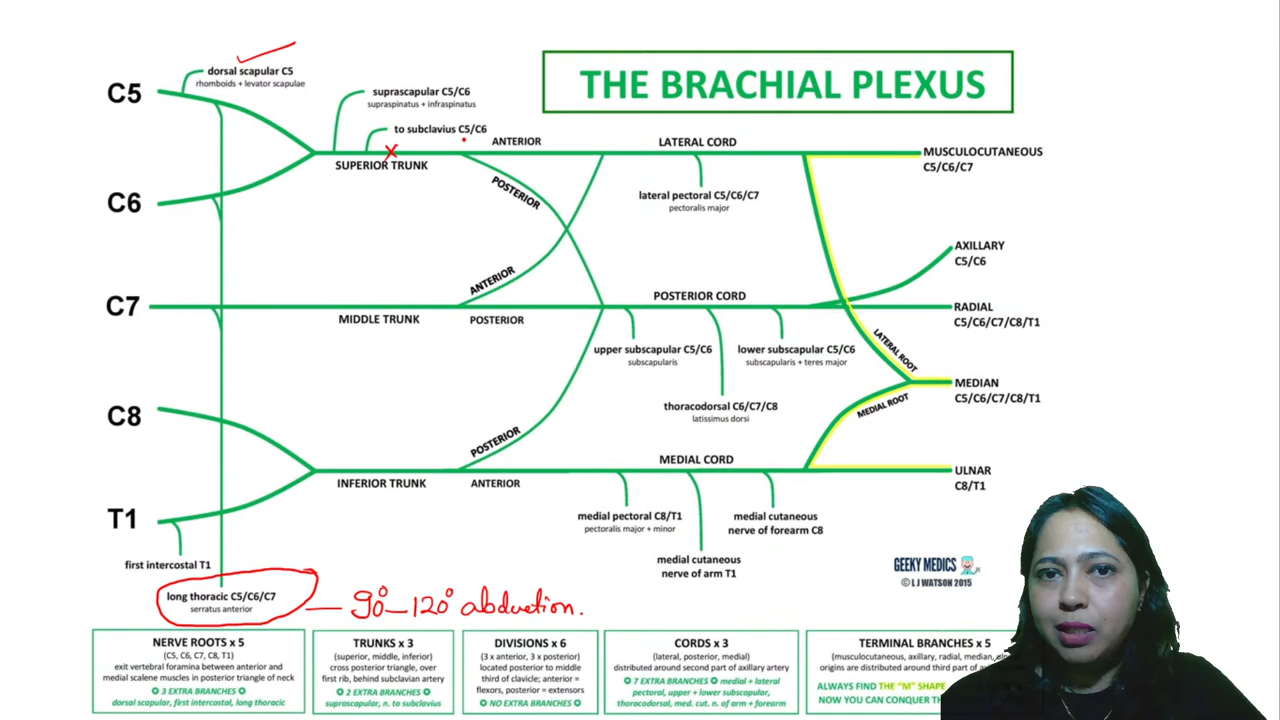 THE BRACHIAL PLEXUS
C5
dorsal scapular C5
rhomboids + levator scapulae
suprascapular C5/C6
supraspinatus + infraspinatus
to subclavius C5/C6
SUPERIOR TRUNK
ANTERIOR
POSTERIOR
LATERAL CORD
lateral pectoral C5/C6/C7
pectoralis major
MUSCULOCUTANEOUS
C5/C6/C7
C6
AXILLARY
C5/C6
C7
MIDDLE TRUNK
ANTERIOR
POSTERIOR
POSTERIOR CORD
upper subscapular C5/C6
subscapularis
lower subscapular C5/C6
subscapularis + teres major
thoracodorsal C6/C7/C8
latissimus dorsi
RADIAL
C5/C6/C7/C8/T1
LATERAL ROOT
MEDIAN
C5/C6/C7/C8/T1
MEDIAL ROOT
C8
POSTERIOR
INFERIOR TRUNK
ANTERIOR
MEDIAL CORD
medial pectoral C8/T1
pectoralis major + minor
medial cutaneous
nerve of arm T1
medial cutaneous
nerve of forearm C8
ULNAR
C8/T1
T1
first intercostal T1
long thoracic C5/C6/C7
serratus anterior
90° – 120° abduction.
GEEKY MEDICS
© L J WATSON 2015
NERVE ROOTS x 5
(C5, C6, C7, C8, T1)
exit vertebral foramina between anterior and
medial scalene muscles in posterior triangle of neck
3 EXTRA BRANCHES
dorsal scapular, first intercostal, long thoracic
TRUNKS x 3
(superior, middle, inferior)
cross posterior triangle, over
first rib, behind subclavian artery
2 EXTRA BRANCHES
suprascapular, n. to subclavius
DIVISIONS x 6
(3 x anterior, 3 x posterior)
located posterior to middle
third of clavicle; anterior =
flexors, posterior = extensors
NO EXTRA BRANCHES
CORDS x 3
(lateral, posterior, medial)
distributed around second part of axillary artery
7 EXTRA BRANCHES medial + lateral
pectoral, upper + lower subscapular,
thoracodorsal, med. cut. n. of arm + forearm
TERMINAL BRANCHES x 5
(musculocutaneous, axillary, radial, median,
origins are distributed around third part of
ALWAYS FIND THE "M" SHAPE
NOW YOU CAN CONQUER